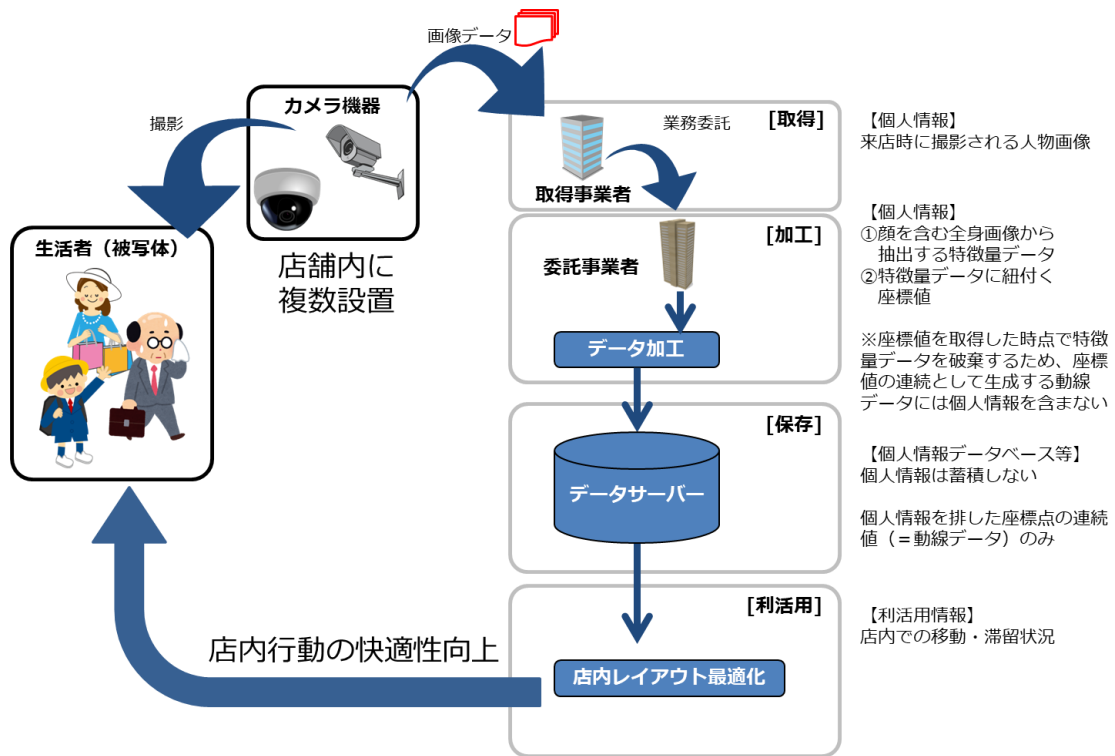 画像データ
カメラ機器
撮影
業務委託
[取得]
取得事業者
【個人情報】
来店時に撮影される人物画像
生活者（被写体）
店舗内に
複数設置
[加工]
委託事業者
データ加工
【個人情報】
①顔を含む全身画像から
抽出する特徴量データ
②特徴量データに紐付く
座標値
※座標値を取得した時点で特徴
量データを破棄するため、座標
値の連続として生成する動線
データには個人情報を含まない
[保存]
データサーバー
【個人情報データベース等】
個人情報は蓄積しない
個人情報を排した座標点の連続
値（＝動線データ）のみ
[利活用]
店内レイアウト最適化
【利活用情報】
店内での移動・滞留状況
店内行動の快適性向上